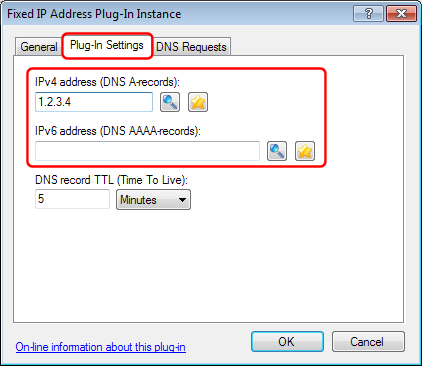 Fixed IP Address Plug-In Instance
General Plug-In Settings DNS Requests
IPv4 address (DNS A-records):
1.2.3.4
IPv6 address (DNS AAAA-records):
DNS record TTL (Time To Live):
5 Minutes
On-line information about this plug-in OK Cancel